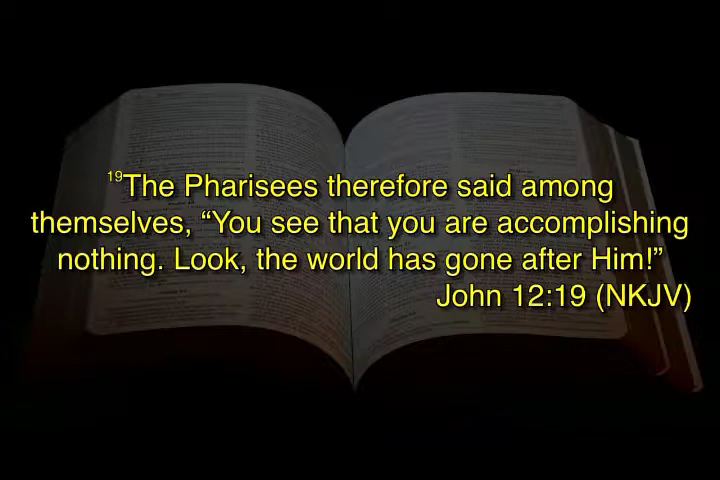 19The Pharisees therefore said among
themselves, “You see that you are accomplishing
nothing. Look, the world has gone after Him!”
John 12:19 (NKJV)